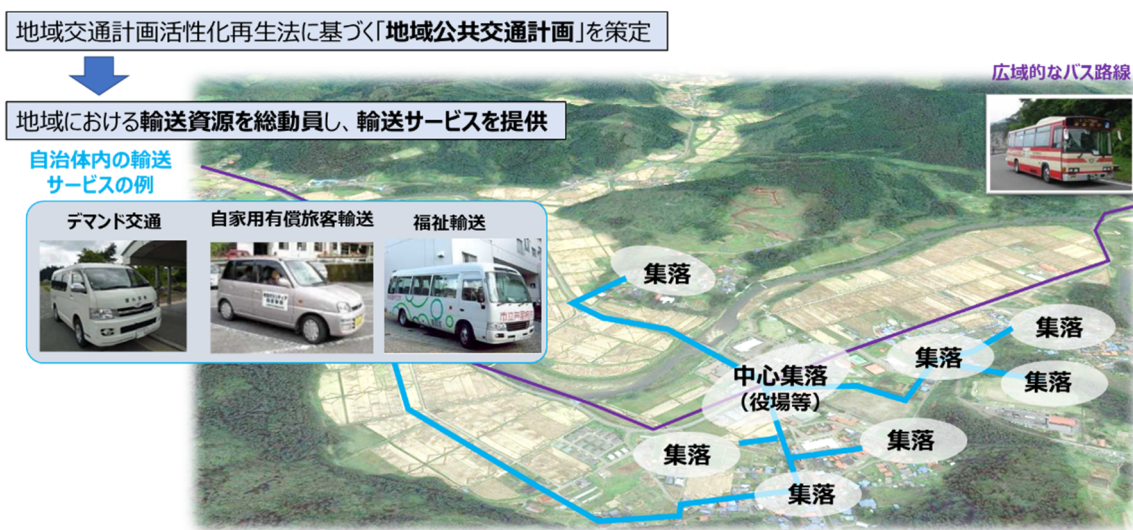 地域交通計画活性化再生法に基づく「地域公共交通計画」を策定
広域的なバス路線
地域における輸送資源を総動員し、輸送サービスを提供
自治体内の輸送
サービスの例
デマンド交通
自家用有償旅客輸送
福祉輸送
集落
集落
集落
集落
中心集落
(役場等)
集落
集落
集落